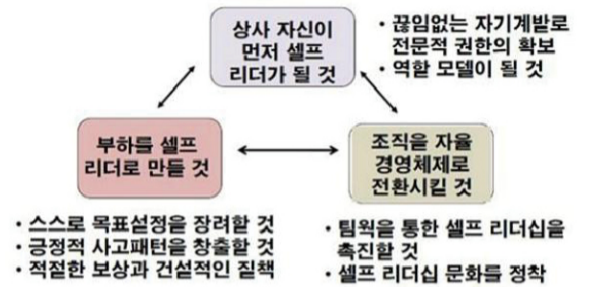 상사 자신이
먼저 셀프
리더가 될 것
• 끊임없는 자기계발로
전문적 권한의 확보
• 역할 모델이 될 것
부하를 셀프
리더로 만들 것
조직을 자율
경영체제로
전환시킬 것
• 스스로 목표설정을 장려할 것
• 긍정적 사고패턴을 창출할 것
• 적절한 보상과 건설적인 질책
• 팀웍을 통한 셀프 리더십을
촉진할 것
• 셀프 리더십 문화를 정착